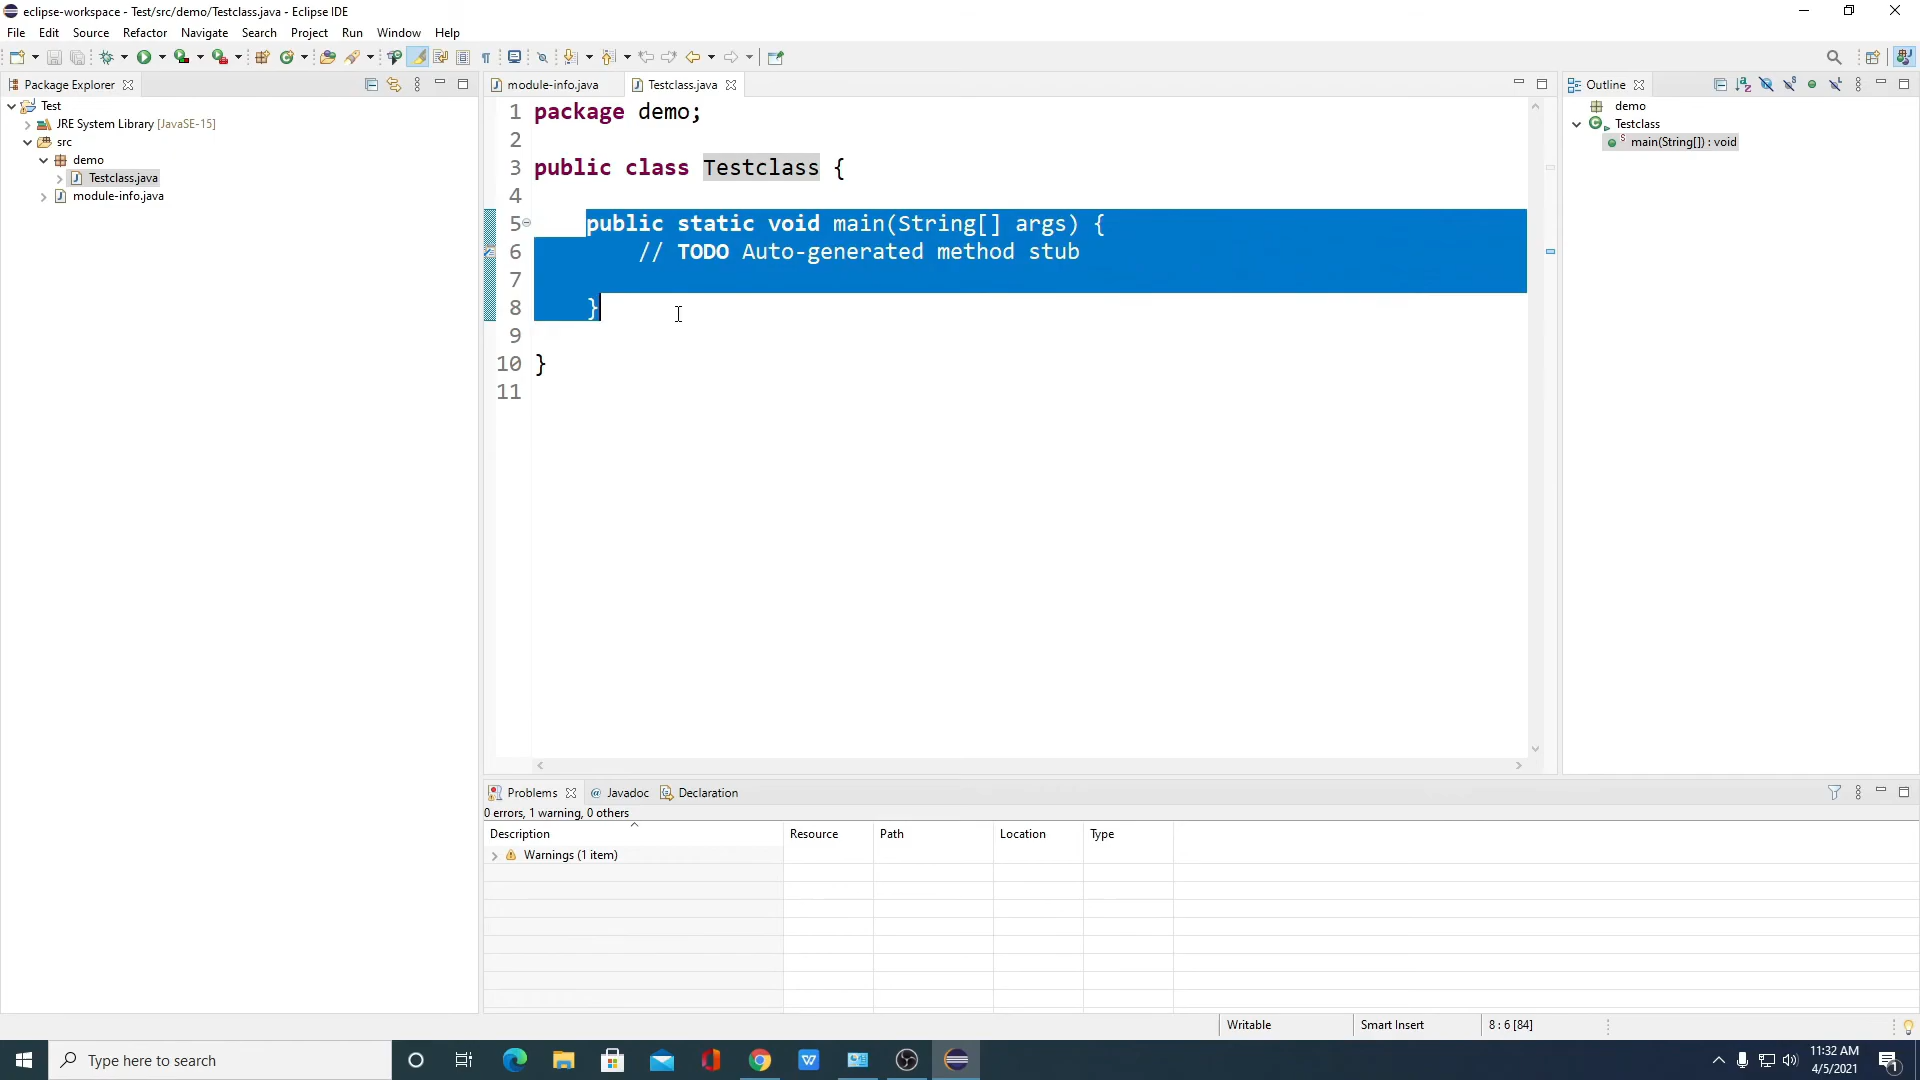 eclipse-workspace - Test/src/demo/Testclass.java - Eclipse IDE
File Edit Source Refactor Navigate Search Project Run Window Help
Package Explorer
Test
JRE System Library [JavaSE-15]
src
demo
Testclass.java
module-info.java
module-info.java Testclass.java
1 package demo;
2
3 public class Testclass {
4
5 public static void main(String[] args) {
6 // TODO Auto-generated method stub
7
8 }
9
10 }
11
Outline
demo
Testclass
main(String[]) : void
Problems @ Javadoc Declaration
0 errors, 1 warning, 0 others
Description Resource Path Location Type
Warnings (1 item)
Writable Smart Insert 8 : 6 [84]
Type here to search
11:32 AM
4/5/2021